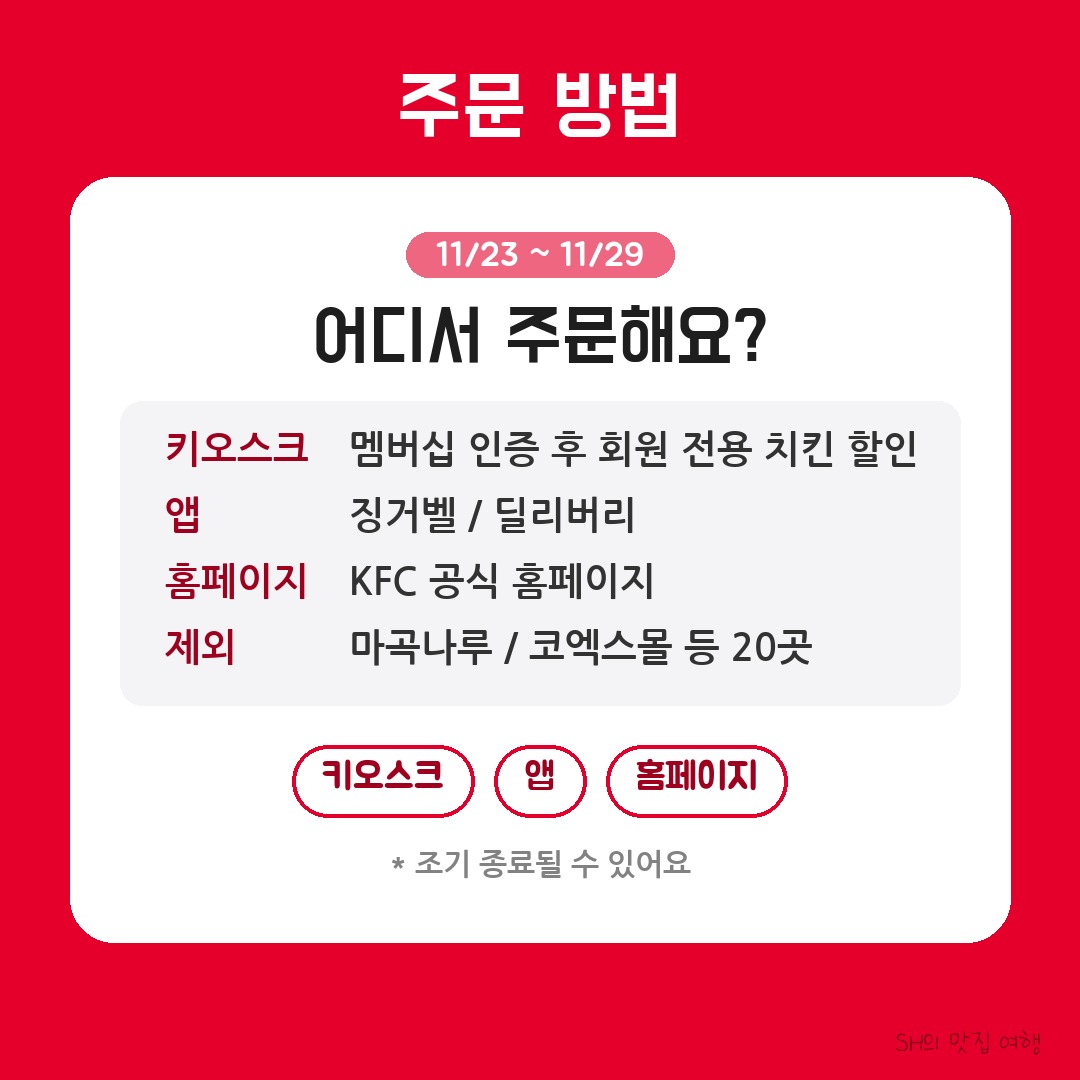 주문 방법
11/23 ~ 11/29
어디서 주문해요?
키오스크 멤버십 인증 후 회원 전용 치킨 할인
앱 징거벨 / 딜리버리
홈페이지 KFC 공식 홈페이지
제외 마곡나루 / 코엑스몰 등 20곳
키오스크 앱 홈페이지
* 조기 종료될 수 있어요
SH의 맛집 여행